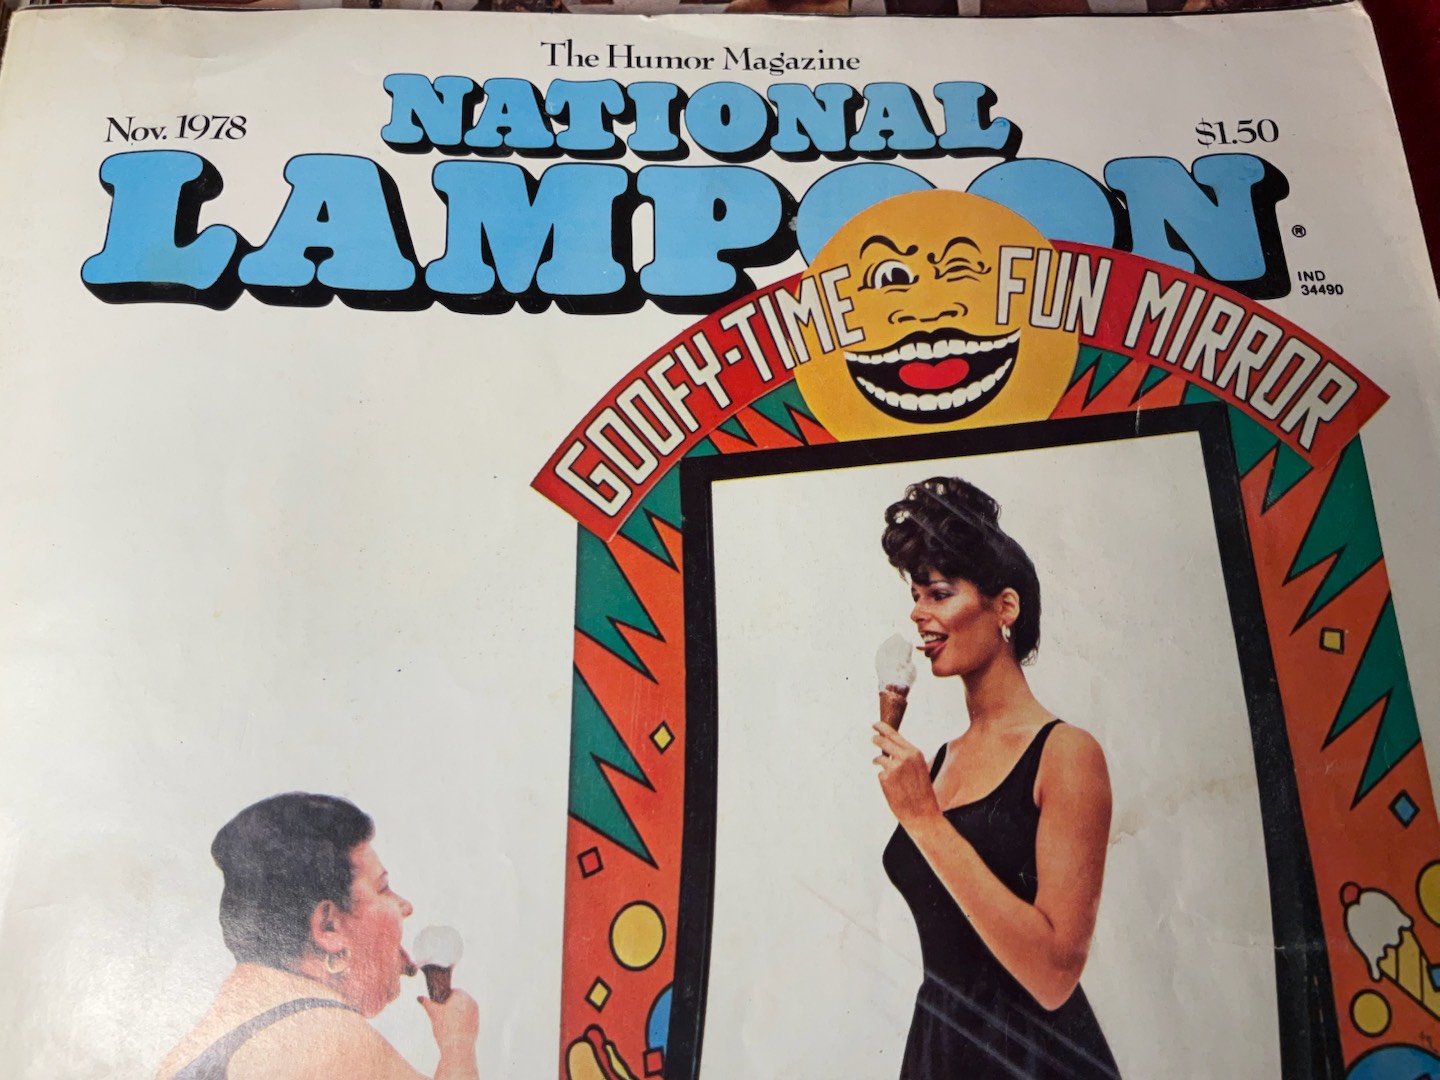 The Humor Magazine
NATIONAL
Nov. 1978
$1.50
LAMPOON®
IND
34490
GOOFY-TIME FUN MIRROR